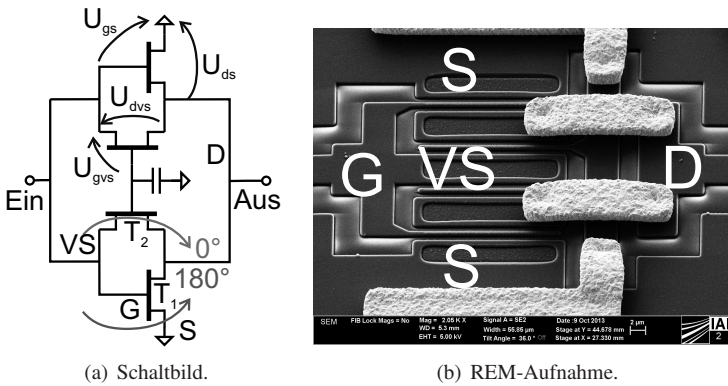 U_gs
U_ds
U_dvs
D
U_gvs
Ein
Aus
VS
T_2
0°
180°
G
T_1
S
(a) Schaltbild.
S
G
VS
D
S
SEM
FIB Lock Mags = No
Mag = 2.05 K X
WD = 5.3 mm
EHT = 5.00 kV
Signal A = SE2
Width = 55.85 µm
Tilt Angle = 36.0 ° Off
Date :9 Oct 2013
Stage at Y = 44.678 mm
Stage at X = 27.330 mm
2 µm
IAF
2
(b) REM-Aufnahme.